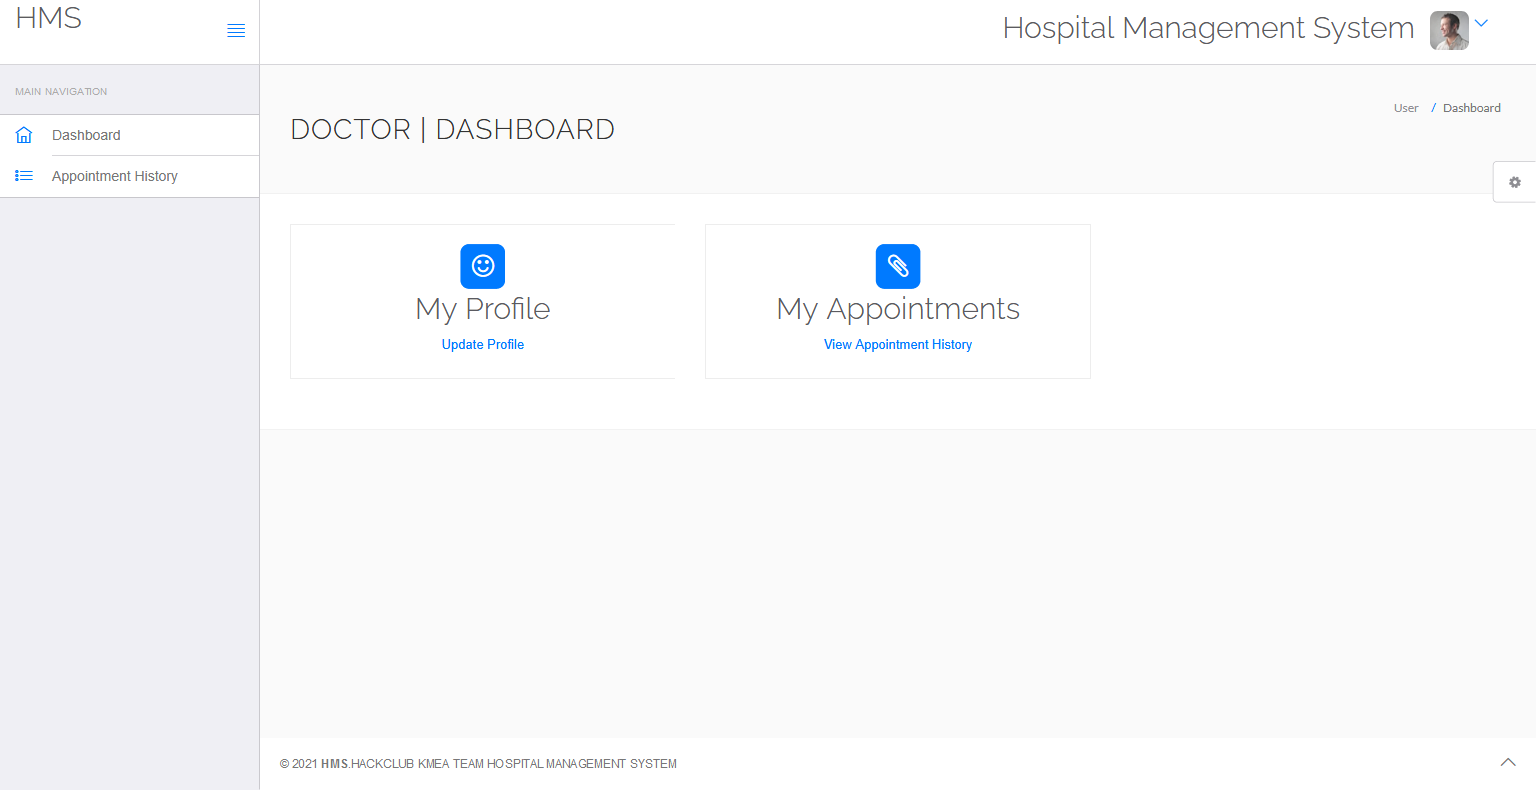 HMS
Hospital Management System
MAIN NAVIGATION
Dashboard
Appointment History
User / Dashboard
DOCTOR | DASHBOARD
My Profile
Update Profile
My Appointments
View Appointment History
© 2021 HMS.HACKCLUB KMEA TEAM HOSPITAL MANAGEMENT SYSTEM